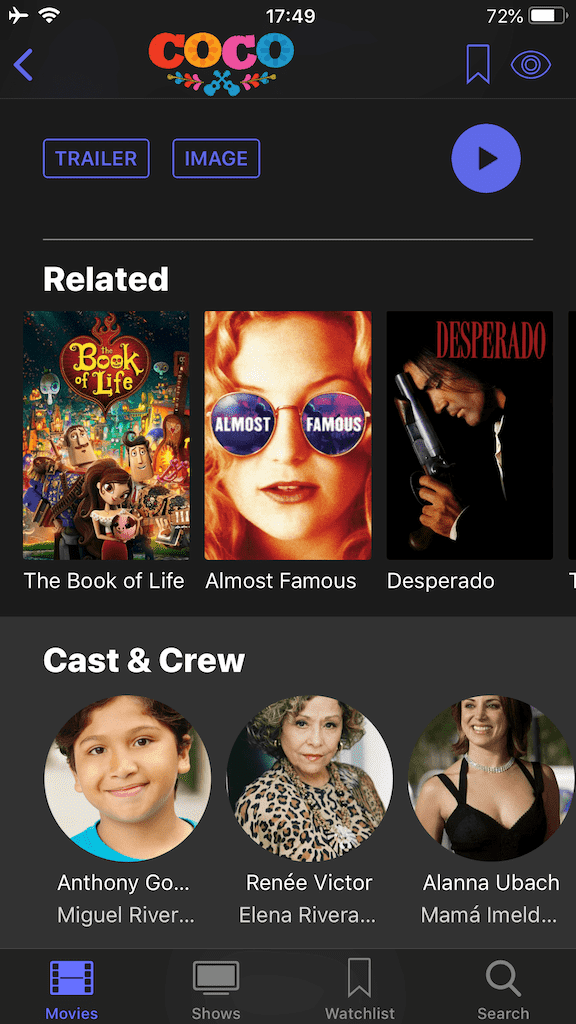 17:49
72%
COCO
TRAILER
IMAGE
Related
the
Book
of Life
ALMOST FAMOUS
DESPERADO
The Book of Life
Almost Famous
Desperado
Cast & Crew
Anthony Go...
Renée Victor
Alanna Ubach
Miguel River...
Elena Rivera...
Mamá Imeld...
Movies
Shows
Watchlist
Search